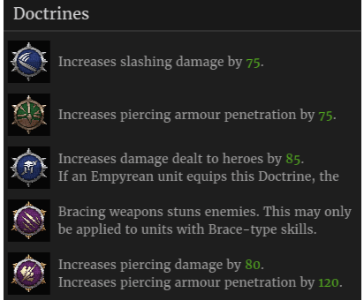 Doctrines
Increases slashing damage by 75.
Increases piercing armour penetration by 75.
Increases damage dealt to heroes by 85.
If an Empyrean unit equips this Doctrine, the
Bracing weapons stuns enemies. This may only
be applied to units with Brace-type skills.
Increases piercing damage by 80.
Increases piercing armour penetration by 120.